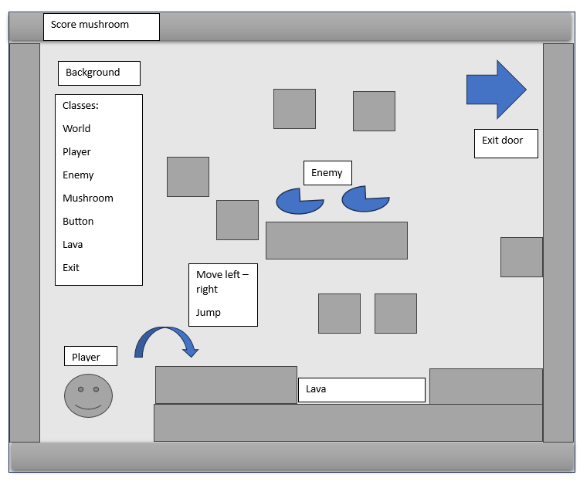 Score mushroom
Background
Classes:
World
Player
Enemy
Mushroom
Button
Lava
Exit
Exit door
Enemy
Move left –
right
Jump
Player
Lava